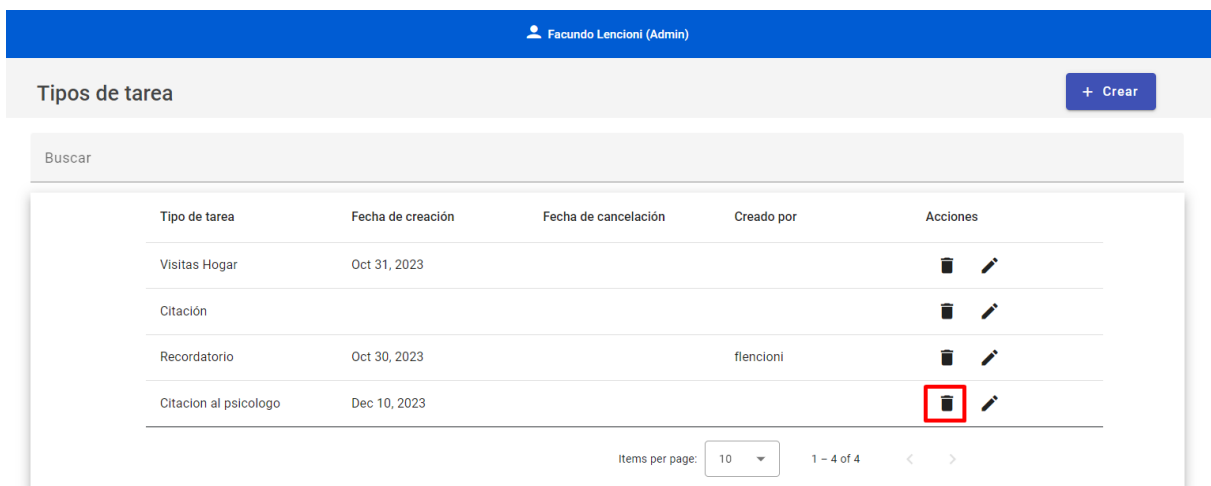 Facundo Lencioni (Admin)
Tipos de tarea
+ Crear
Buscar
Tipo de tarea Fecha de creación Fecha de cancelación Creado por Acciones
Visitas Hogar Oct 31, 2023
Citación
Recordatorio Oct 30, 2023 flencioni
Citacion al psicologo Dec 10, 2023
Items per page: 10 1 – 4 of 4